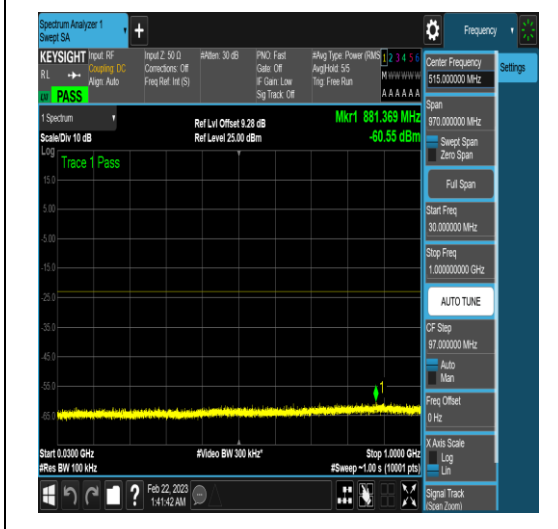 Spectrum Analyzer 1
Swept SA
Frequency
KEYSIGHT
RL
Input: RF
Coupling: DC
Align: Auto
Input Z: 50 Ω
Corrections: Off
Freq Ref: Int (S)
#Atten: 30 dB
PNO: Fast
Gate: Off
IF Gain: Low
Sig Track: Off
#Avg Type: Power (RMS
Avg|Hold: 5/5
Trig: Free Run
1 2 3 4 5 6
M W W W W W
A A A A A A
PASS
1 Spectrum
Scale/Div 10 dB
Ref Lvl Offset 9.28 dB
Ref Level 25.00 dBm
Mkr1 881.369 MHz
-60.55 dBm
Log
Trace 1 Pass
15.0
5.00
-5.00
-15.0
-25.0
-35.0
-45.0
-55.0
-65.0
1
Start 0.0300 GHz
#Res BW 100 kHz
#Video BW 300 kHz*
Stop 1.0000 GHz
#Sweep ~1.00 s (10001 pts)
Feb 22, 2023
1:41:42 AM
Center Frequency
515.000000 MHz
Span
970.000000 MHz
Swept Span
Zero Span
Full Span
Start Freq
30.000000 MHz
Stop Freq
1.000000000 GHz
AUTO TUNE
CF Step
97.000000 MHz
Auto
Man
Freq Offset
0 Hz
X Axis Scale
Log
Lin
Signal Track
(Span Zoom)
Settings